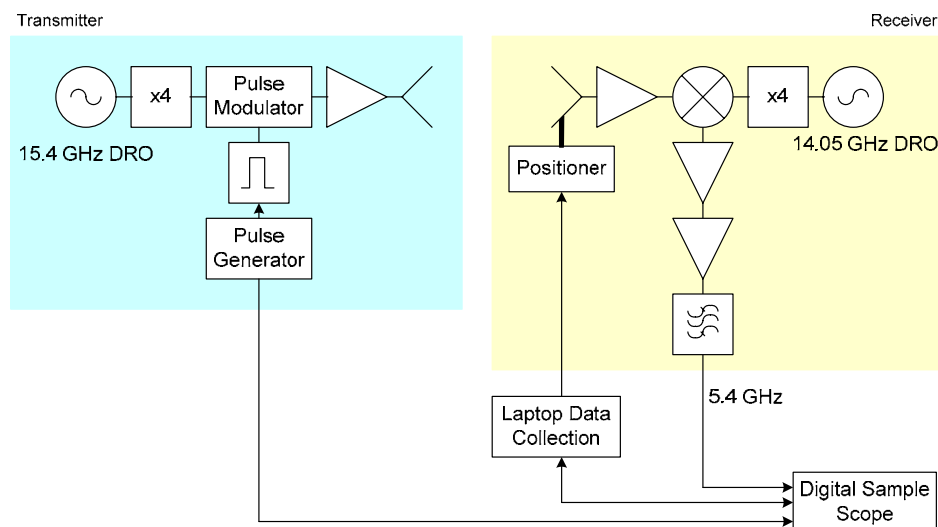 Transmitter
Receiver
x4
Pulse
Modulator
15.4 GHz DRO
Pulse
Generator
x4
14.05 GHz DRO
Positioner
5.4 GHz
Laptop Data
Collection
Digital Sample
Scope